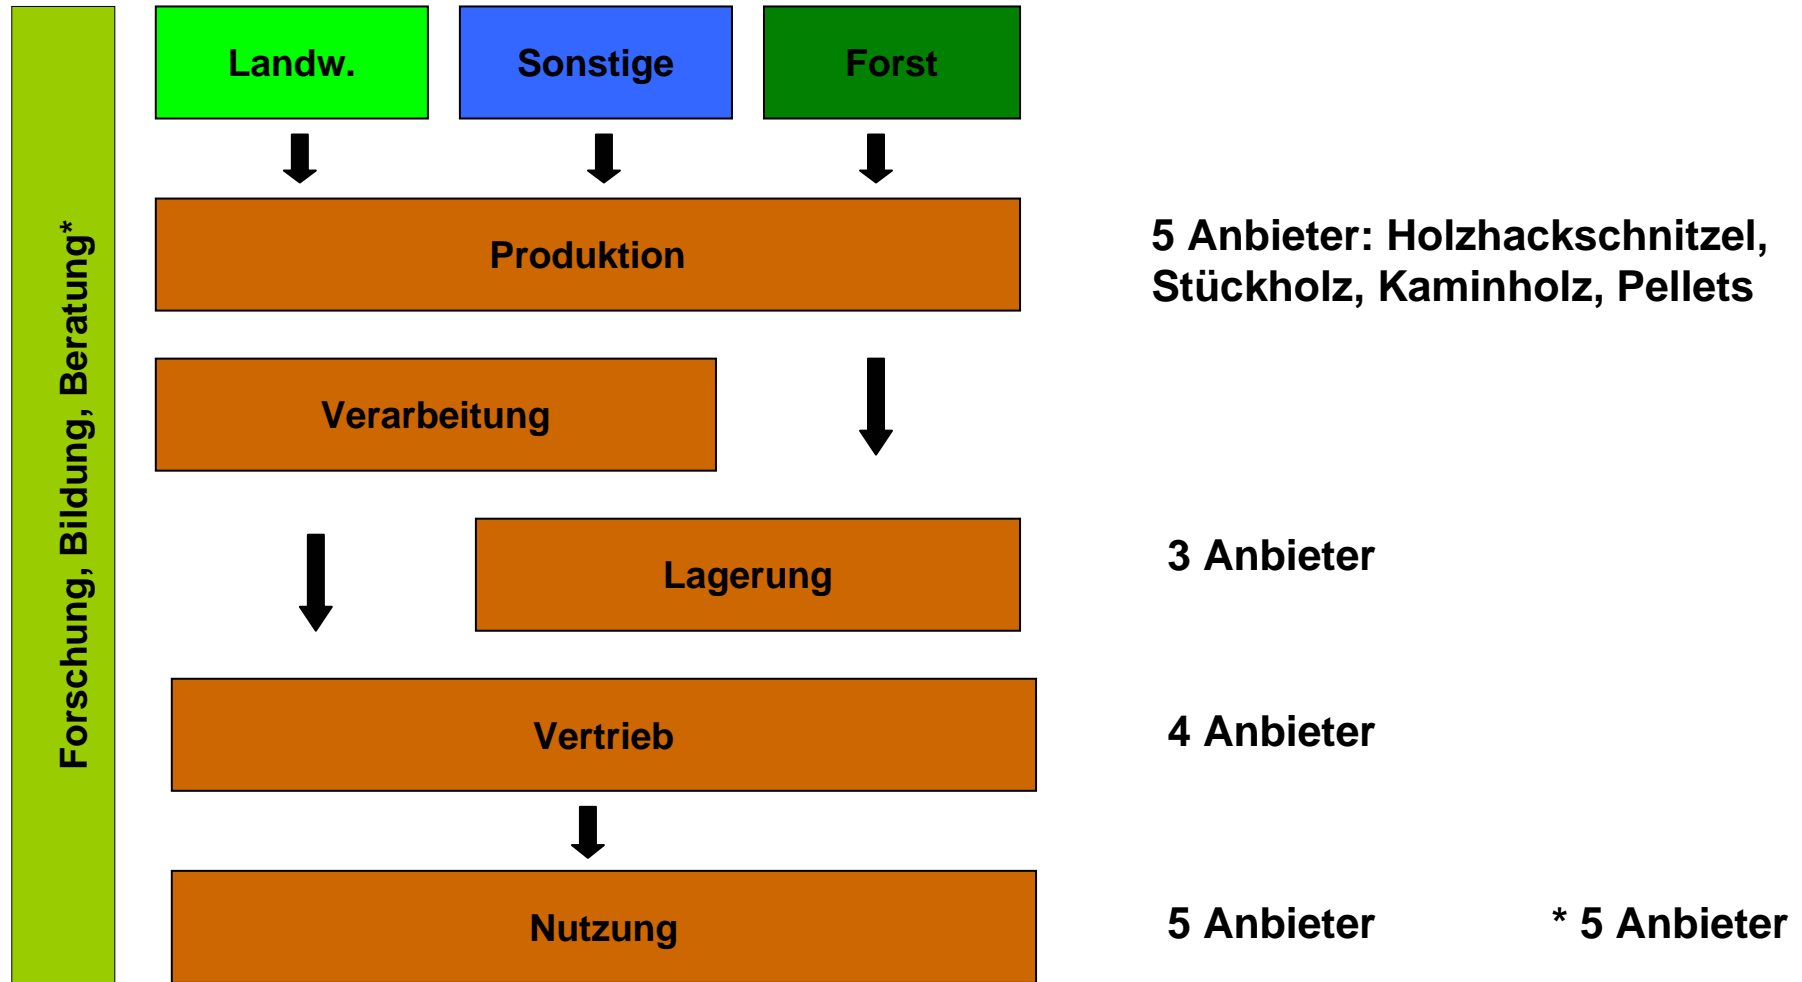 Forschung, Bildung, Beratung*
Landw.
Sonstige
Forst
Produktion
5 Anbieter: Holzhackschnitzel,
Stückholz, Kaminholz, Pellets
Verarbeitung
Lagerung
3 Anbieter
Vertrieb
4 Anbieter
Nutzung
5 Anbieter
* 5 Anbieter